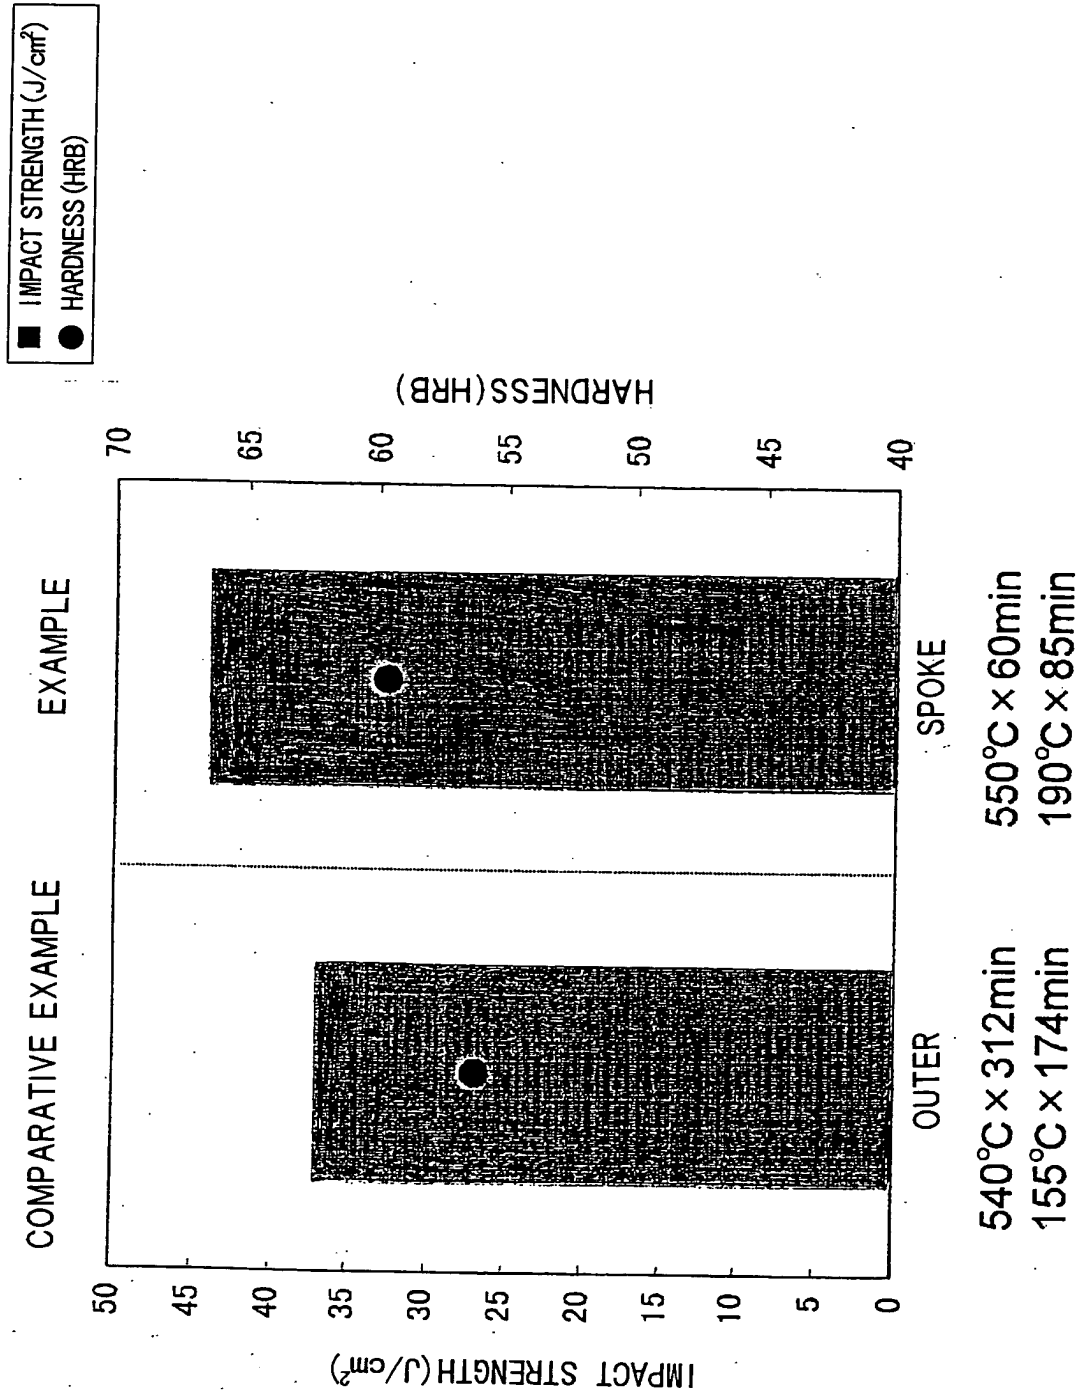 ■ IMPACT STRENGTH (J/cm²)
● HARDNESS (HRB)
COMPARATIVE EXAMPLE
EXAMPLE
IMPACT STRENGTH (J/cm²)
50
45
40
35
30
25
20
15
10
5
0
HARDNESS (HRB)
70
65
60
55
50
45
40
OUTER
SPOKE
540°C × 312min
155°C × 174min
550°C × 60min
190°C × 85min